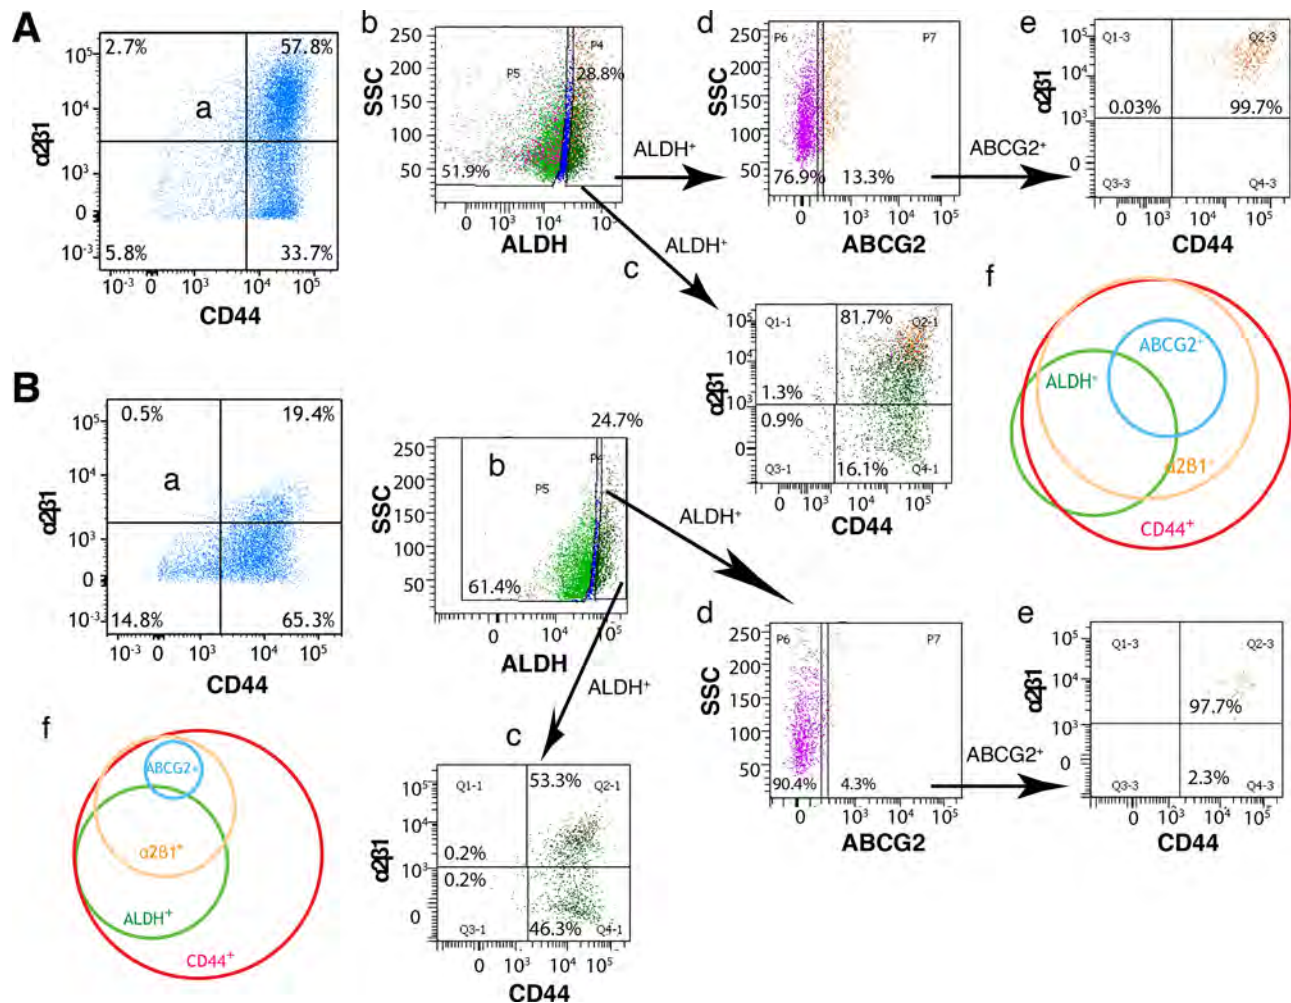 A
2.7%
57.8%
a
5.8%
33.7%
α2β1
10⁵
10⁴
10³
0
10⁻³
10⁻³ 0 10³ 10⁴ 10⁵
CD44
b
SSC
250
200
150
100
50
P5
P4
28.8%
51.9%
0 10³ 10⁴ 10⁵
ALDH
ALDH⁺
ALDH⁺
c
d
SSC
250
200
150
100
50
P6
P7
76.9%
13.3%
0 10³ 10⁴ 10⁵
ABCG2
ABCG2⁺
e
α2β1
10⁵
10⁴
10³
0
Q1-3
Q2-3
0.03%
99.7%
Q3-3
Q4-3
0 10³ 10⁴ 10⁵
CD44
α2β1
10⁵
10⁴
10³
0
Q1-1
81.7%
Q2-1
1.3%
0.9%
Q3-1
16.1%
Q4-1
0 10³ 10⁴ 10⁵
CD44
f
ABCG2⁺
ALDH⁺
α2B1⁺
CD44⁺
B
0.5%
19.4%
a
14.8%
65.3%
α2β1
10⁵
10⁴
10³
0
10⁻³
10⁻³ 0 10³ 10⁴ 10⁵
CD44
24.7%
b
SSC
250
200
150
100
50
P5
P4
61.4%
0 10⁴ 10⁵
ALDH
ALDH⁺
ALDH⁺
c
α2β1
10⁵
10⁴
10³
0
Q1-1
53.3%
Q2-1
0.2%
0.2%
Q3-1
46.3%
Q4-1
0 10³ 10⁴ 10⁵
CD44
d
SSC
250
200
150
100
50
P6
P7
90.4%
4.3%
0 10³ 10⁴ 10⁵
ABCG2
ABCG2⁺
e
α2β1
10⁵
10⁴
10³
0
Q1-3
Q2-3
97.7%
2.3%
Q3-3
Q4-3
0 10³ 10⁴ 10⁵
CD44
f
ABCG2+
α2B1⁺
ALDH⁺
CD44⁺